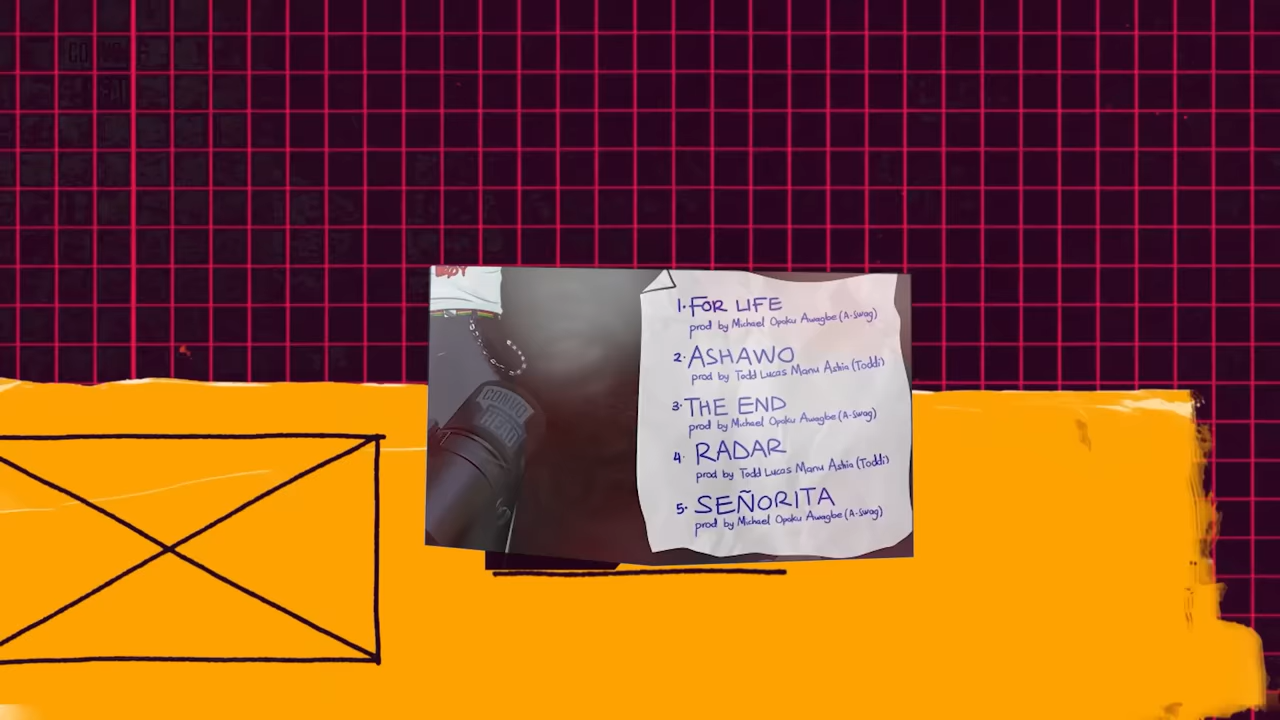 1. FOR LIFE
prod by Michael Opoku Awagbe (A-Swag)
2. ASHAWO
prod by Todd Lucas Manu Ashia (Toddi)
3. THE END
prod by Michael Opoku Awagbe (A-Swag)
4. RADAR
prod by Todd Lucas Manu Ashia (Toddi)
5. SEÑORITA
prod by Michael Opoku Awagbe (A-Swag)
CONVO